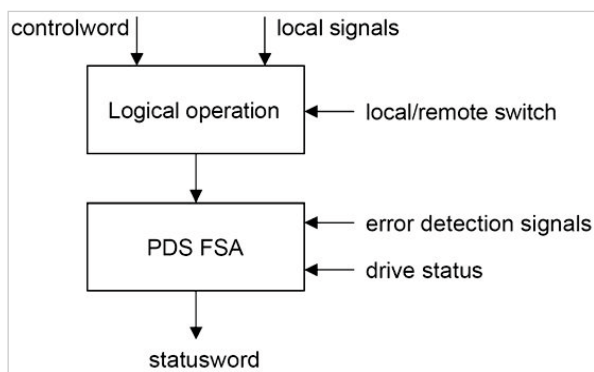 controlword
local signals
Logical operation
local/remote switch
error detection signals
PDS FSA
drive status
statusword